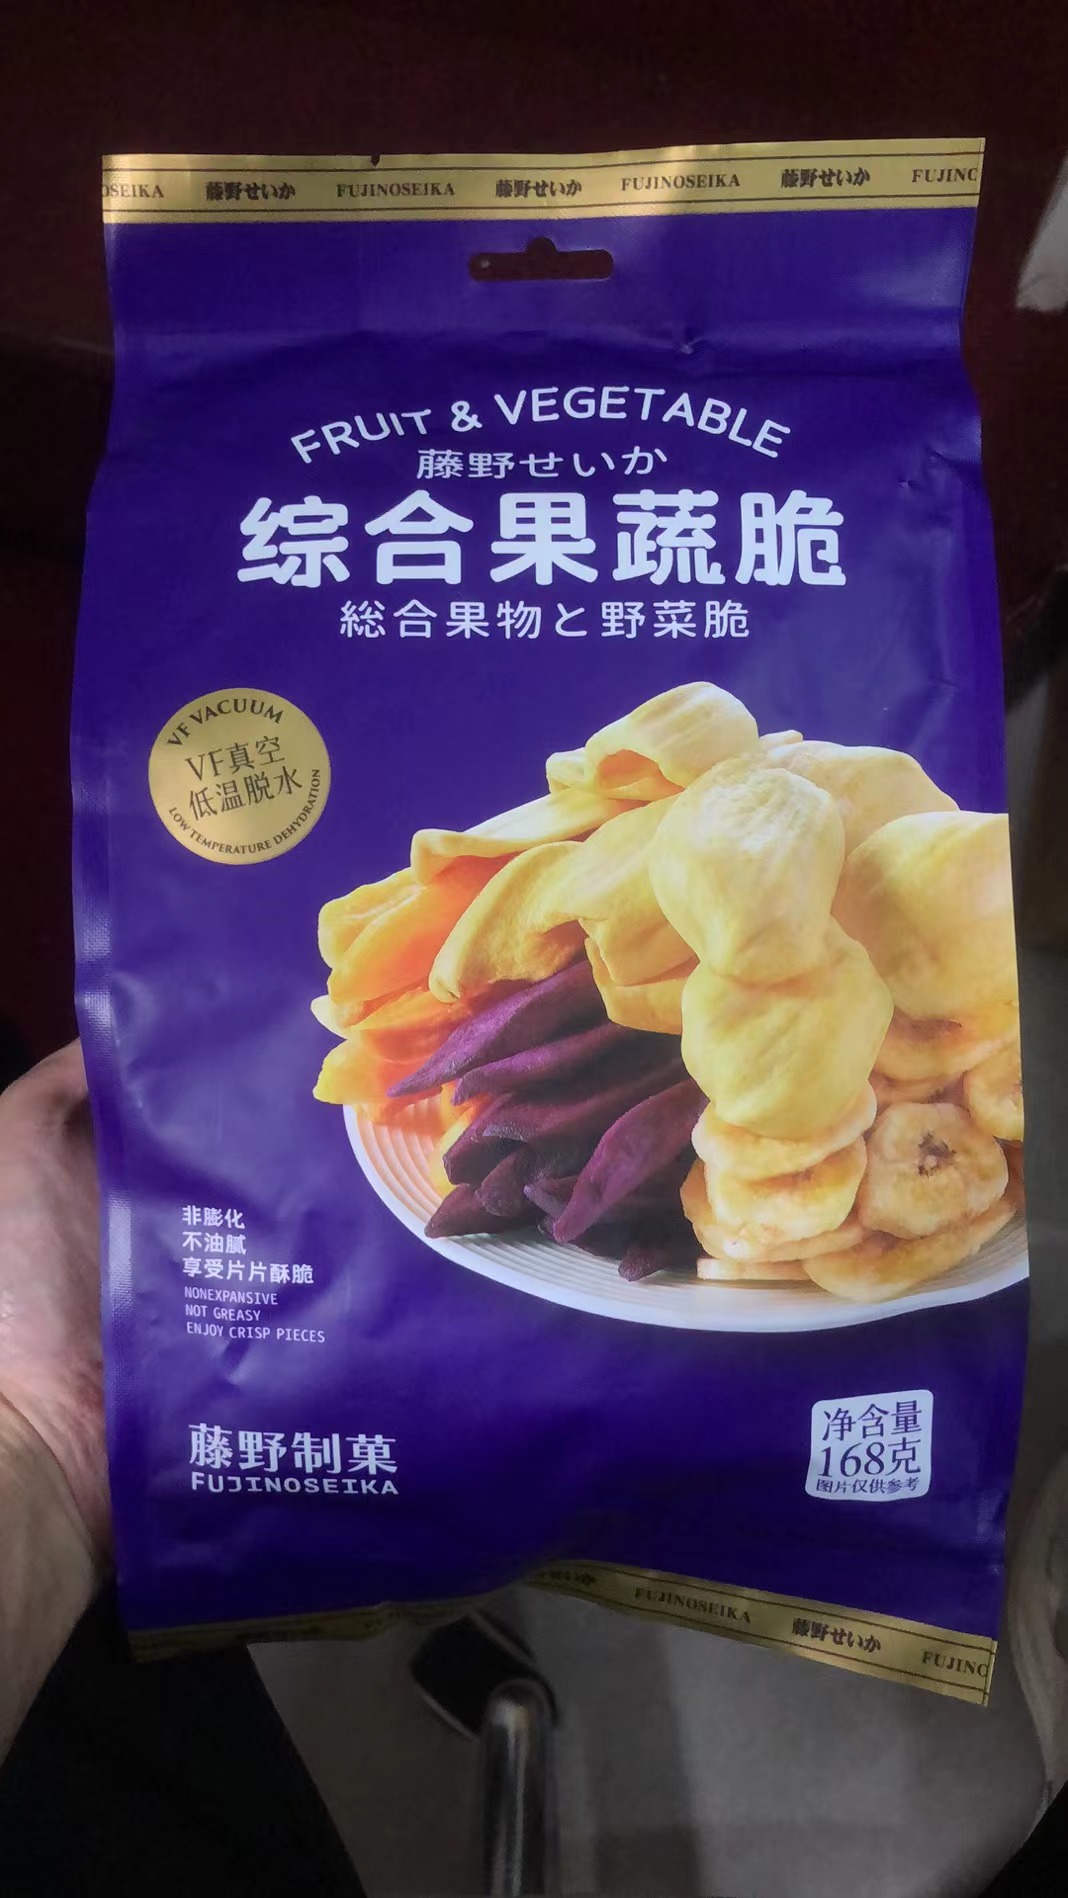 OSEIKA 藤野せいか FUJINOSEIKA 藤野せいか FUJINOSEIKA 藤野せいか FUJINO
FRUIT & VEGETABLE
藤野せいか
综合果蔬脆
総合果物と野菜脆
VF VACUUM
VF真空
低温脱水
LOW TEMPERATURE DEHYDRATION
非膨化
不油腻
享受片片酥脆
NONEXPANSIVE
NOT GREASY
ENJOY CRISP PIECES
藤野制菓
FUJINOSEIKA
净含量
168克
图片仅供参考
FUJINOSEIKA 藤野せいか FUJINO